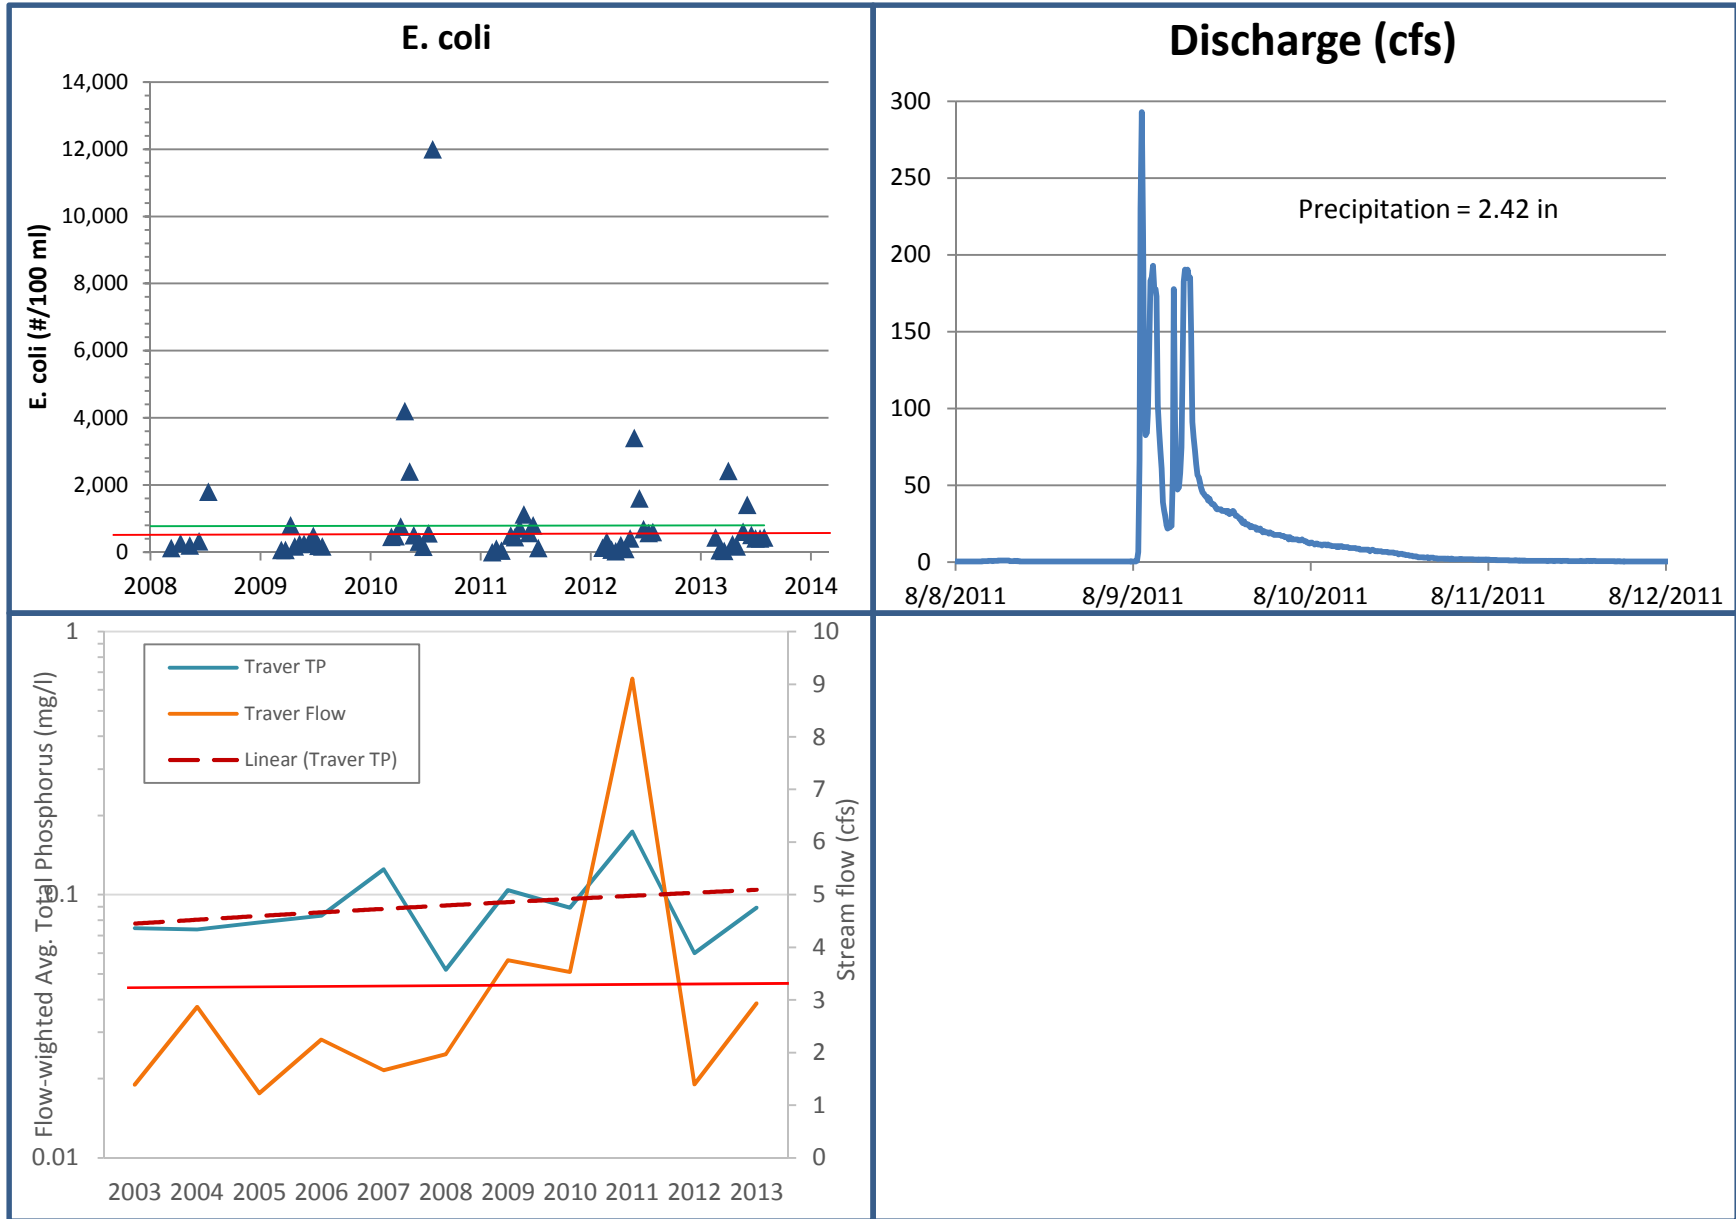 E. coli
14,000
12,000
10,000
8,000
6,000
4,000
2,000
0
E. coli (#/100 ml)
2008 2009 2010 2011 2012 2013 2014
Discharge (cfs)
300
250
200
150
100
50
0
Precipitation = 2.42 in
8/8/2011 8/9/2011 8/10/2011 8/11/2011 8/12/2011
1
0.1
0.01
0 Flow-wighted Avg. Total Phosphorus (mg/l)
Traver TP
Traver Flow
Linear (Traver TP)
10
9
8
7
6
5
4
3
2
1
0
Stream flow (cfs)
2003 2004 2005 2006 2007 2008 2009 2010 2011 2012 2013